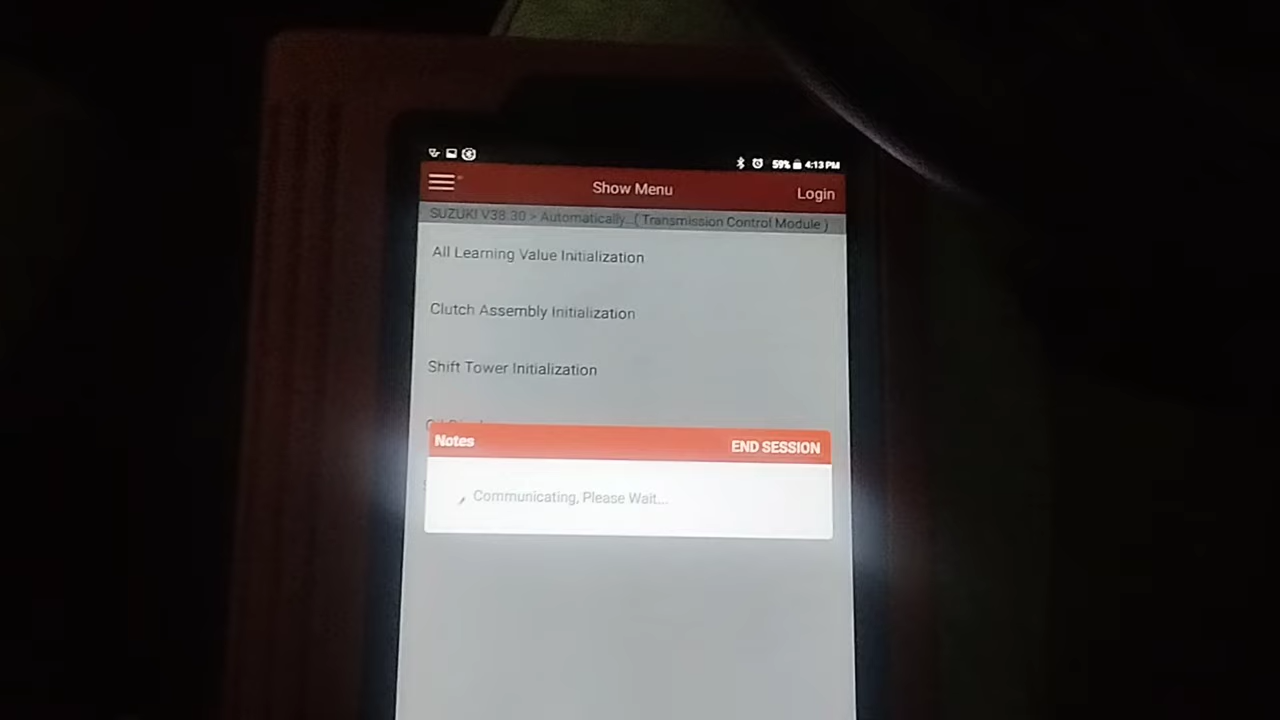 59% 4:13 PM
Show Menu
Login
SUZUKI V38.30 > Automatically...( Transmission Control Module )
All Learning Value Initialization
Clutch Assembly Initialization
Shift Tower Initialization
Notes
END SESSION
Communicating, Please Wait...